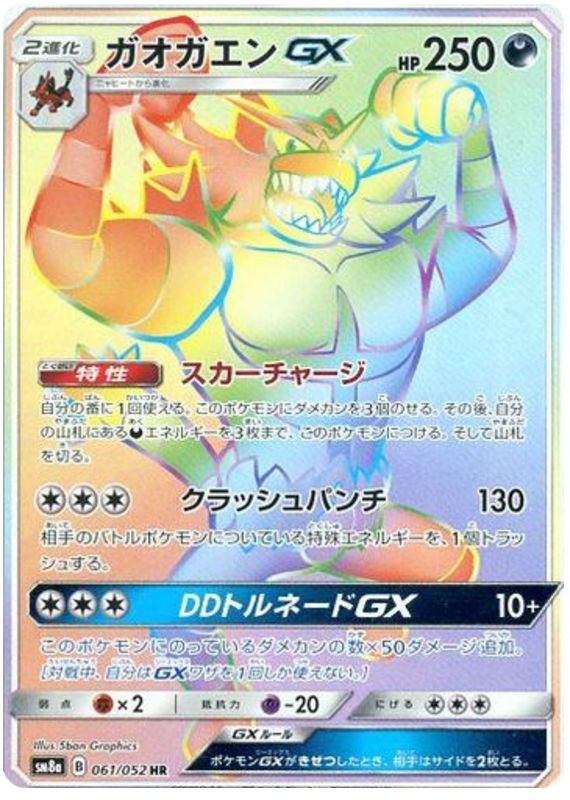 2進化 ガオガエンGX HP250
ニャヒートから進化
特性 スカーチャージ
自分の番に1回使える。このポケモンにダメカンを3個のせる。その後、自分
の山札にあるエネルギーを3枚まで、このポケモンにつける。そして山札
を切る。
クラッシュパンチ 130
相手のバトルポケモンについている特殊エネルギーを、1個トラッ
シュする。
DDトルネードGX 10+
このポケモンにのっているダメカンの数×50ダメージ追加。
[対戦中、自分はGXワザを1回しか使えない。]
弱点 ×2 抵抗力 -20 にげる
Illus. 5ban Graphics
GXルール
SM8a B 061/052 HR
ポケモンGXがきぜつしたとき、相手はサイドを2枚とる。